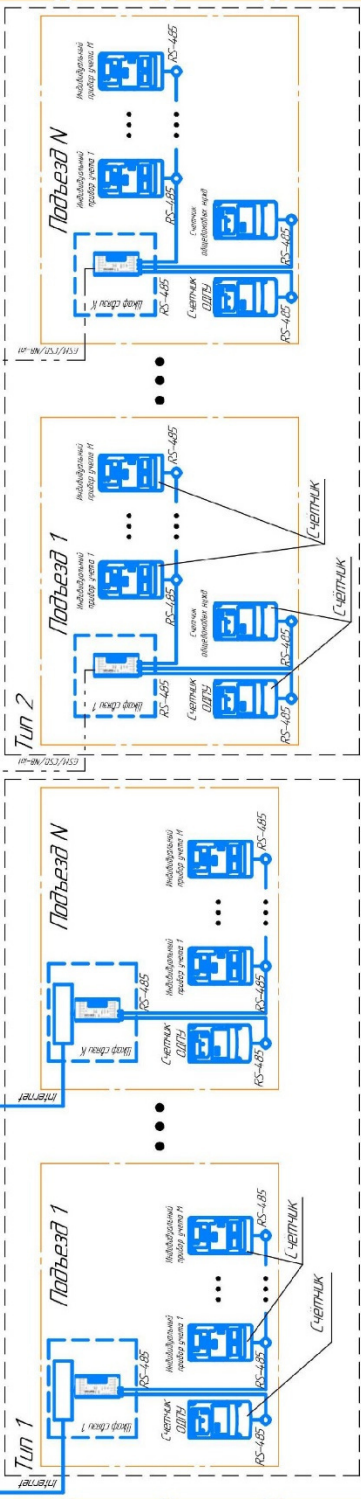 Тип 1
Internet
Подъезд 1
Шкаф связи 1
RS-485
Счетчик
ОДПУ
RS-485
Индивидуальный
прибор учета 1
RS-485
Индивидуальный
прибор учета М
RS-485
Счетчик
Счётчик
Internet
Подъезд N
Шкаф связи К
RS-485
Счетчик
ОДПУ
RS-485
Индивидуальный
прибор учета 1
RS-485
Индивидуальный
прибор учета М
RS-485
Тип 2
Подъезд 1
Шкаф связи 1
RS-485
Счетчик
ОДПУ
RS-485
Счетчик
общедомовых нужд
RS-485
Индивидуальный
прибор учета 1
RS-485
Индивидуальный
прибор учета М
RS-485
Счётчик
Счётчик
Подъезд N
Шкаф связи К
RS-485
Счетчик
ОДПУ
RS-485
Счетчик
общедомовых нужд
RS-485
Индивидуальный
прибор учета 1
RS-485
Индивидуальный
прибор учета М
RS-485